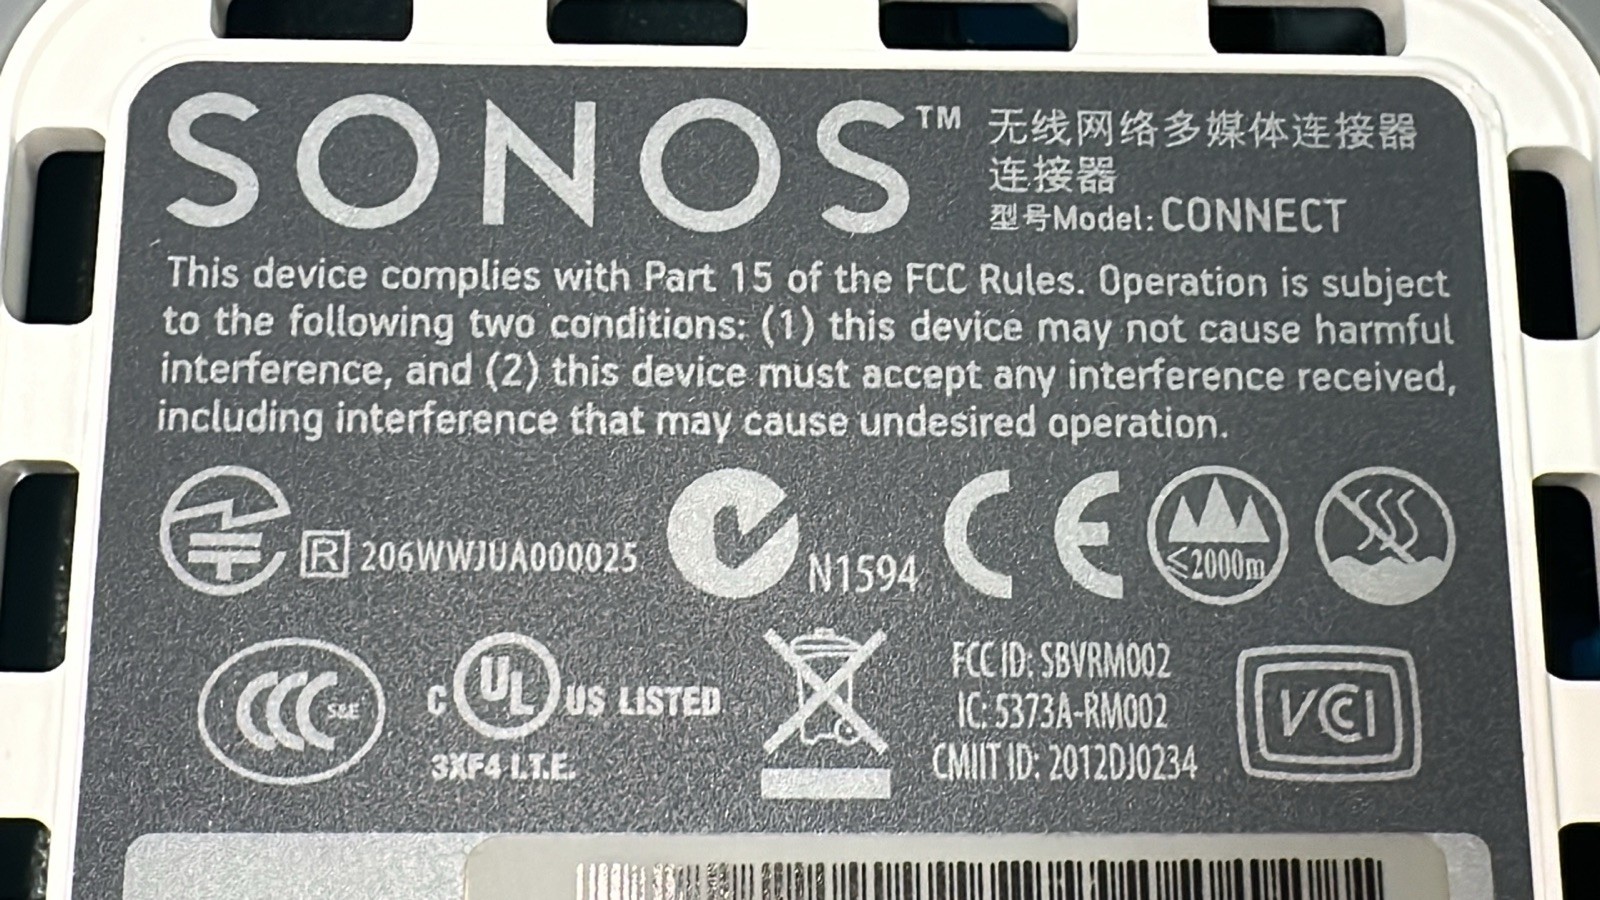 SONOS™
无线网络多媒体连接器
连接器
型号Model: CONNECT
This device complies with Part 15 of the FCC Rules. Operation is subject
to the following two conditions: (1) this device may not cause harmful
interference, and (2) this device must accept any interference received,
including interference that may cause undesired operation.
R 206WWJUA000025
N1594
CE
≤2000m
CCC S&E
C UL US LISTED
3XF4 I.T.E.
FCC ID: SBVRM002
IC: 5373A-RM002
CMIIT ID: 2012DJ0234
VCCI